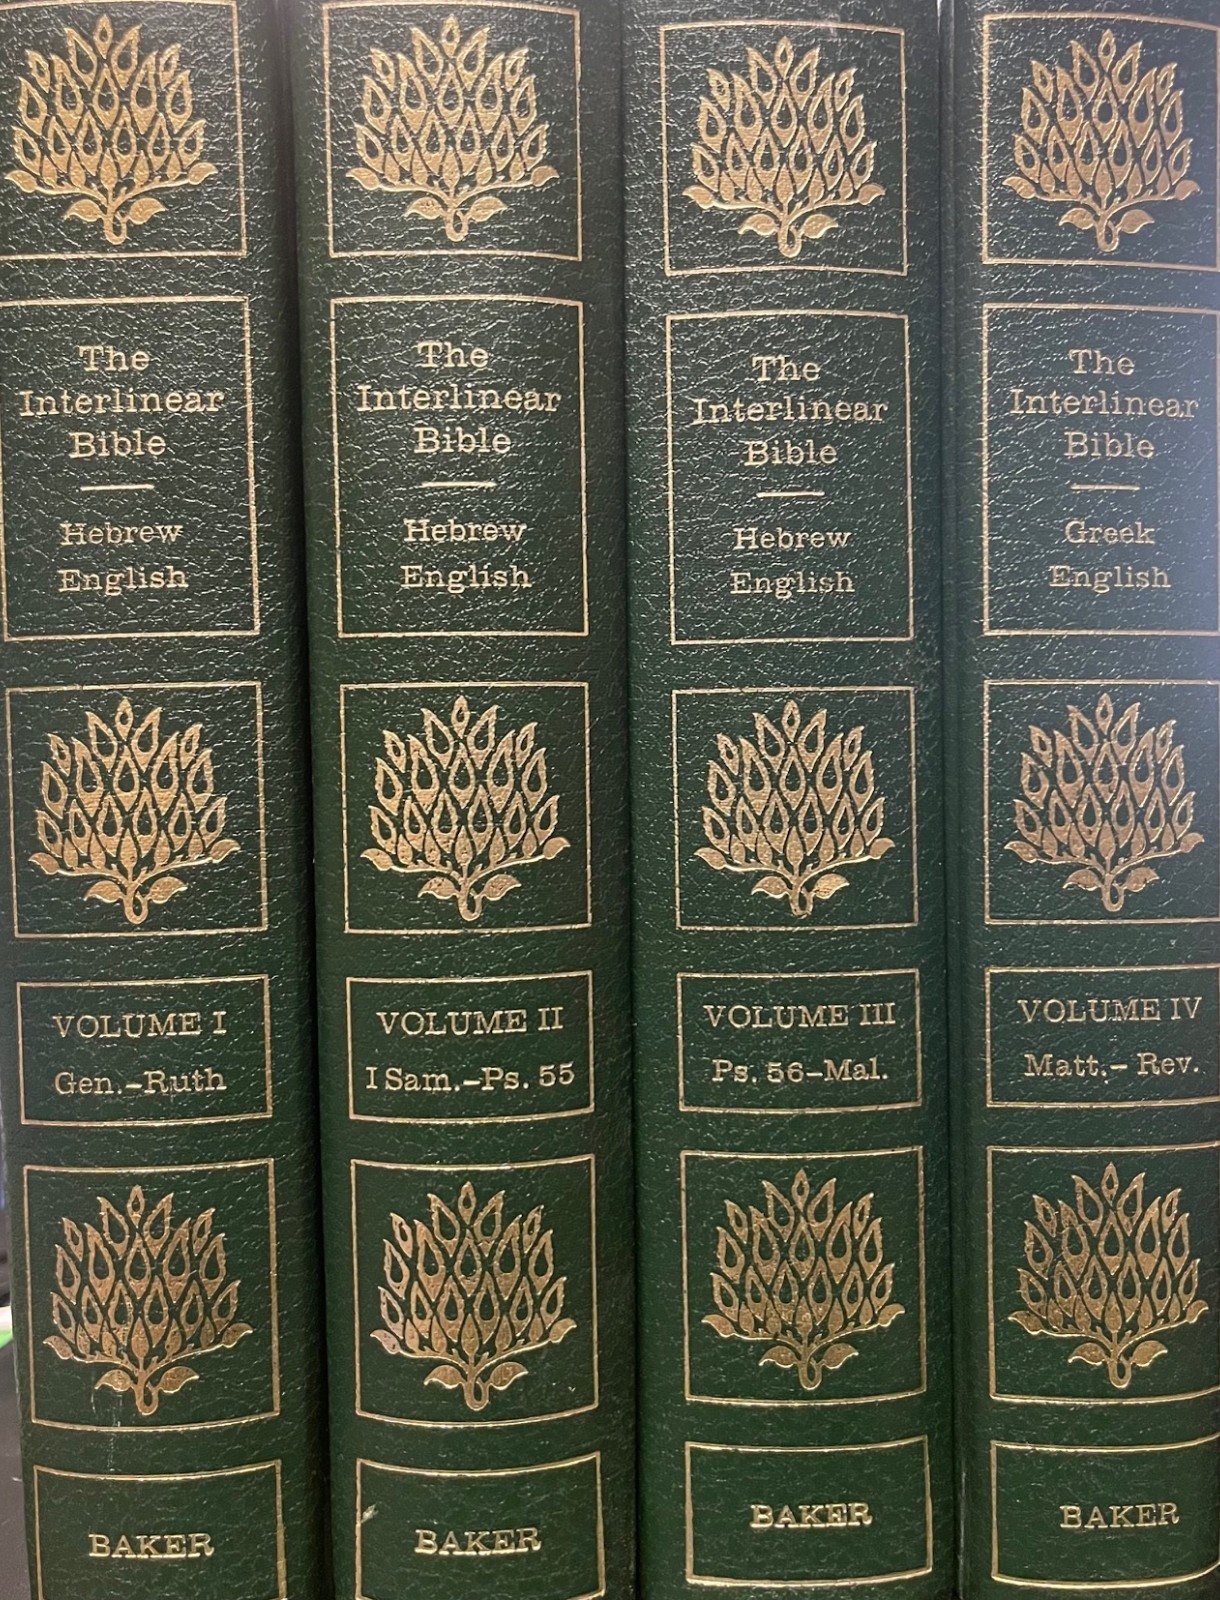 The
Interlinear
Bible
Hebrew
English
VOLUME I
Gen.-Ruth
BAKER
The
Interlinear
Bible
Hebrew
English
VOLUME II
I Sam.-Ps. 55
BAKER
The
Interlinear
Bible
Hebrew
English
VOLUME III
Ps. 56-Mal.
BAKER
The
Interlinear
Bible
Greek
English
VOLUME IV
Matt.-Rev.
BAKER